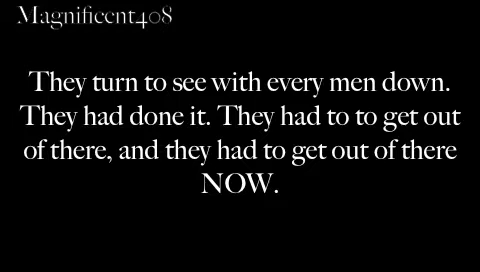 Magnificent408
They turn to see with every men down.
They had done it. They had to to get out
of there, and they had to get out of there
NOW.